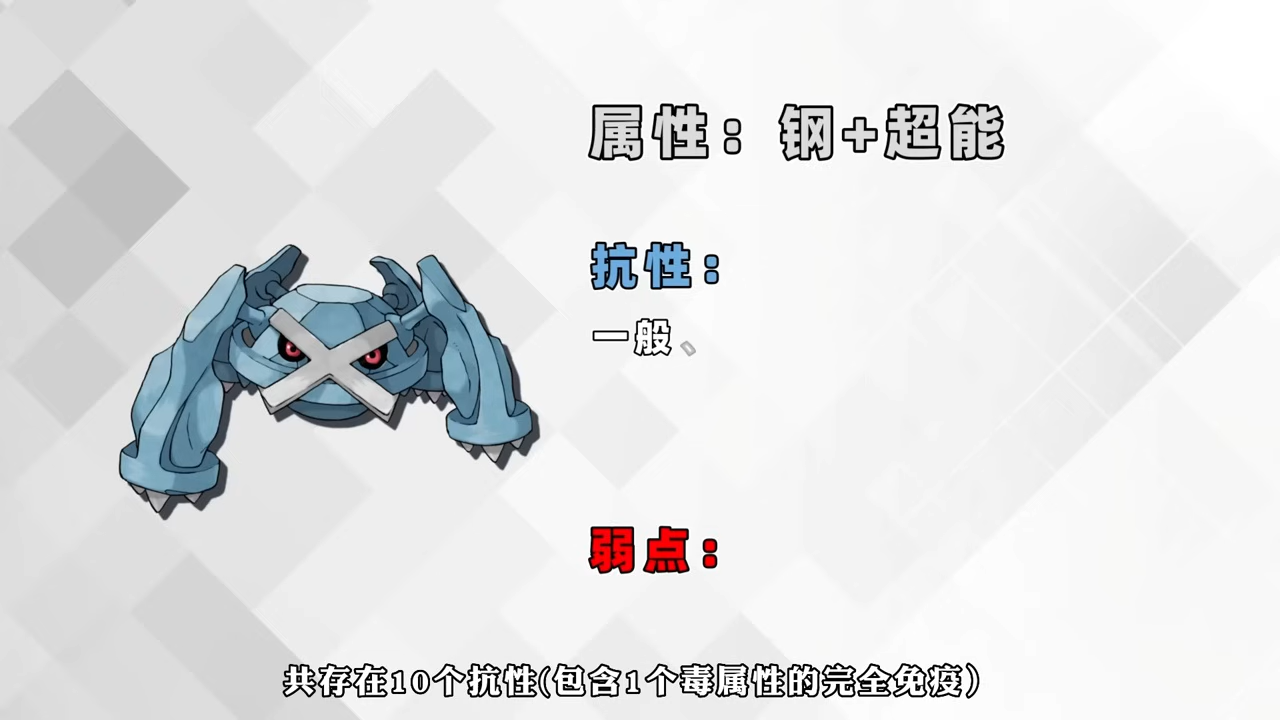 属性：钢+超能
抗性：
一般、
弱点：
共存在10个抗性(包含1个毒属性的完全免疫)